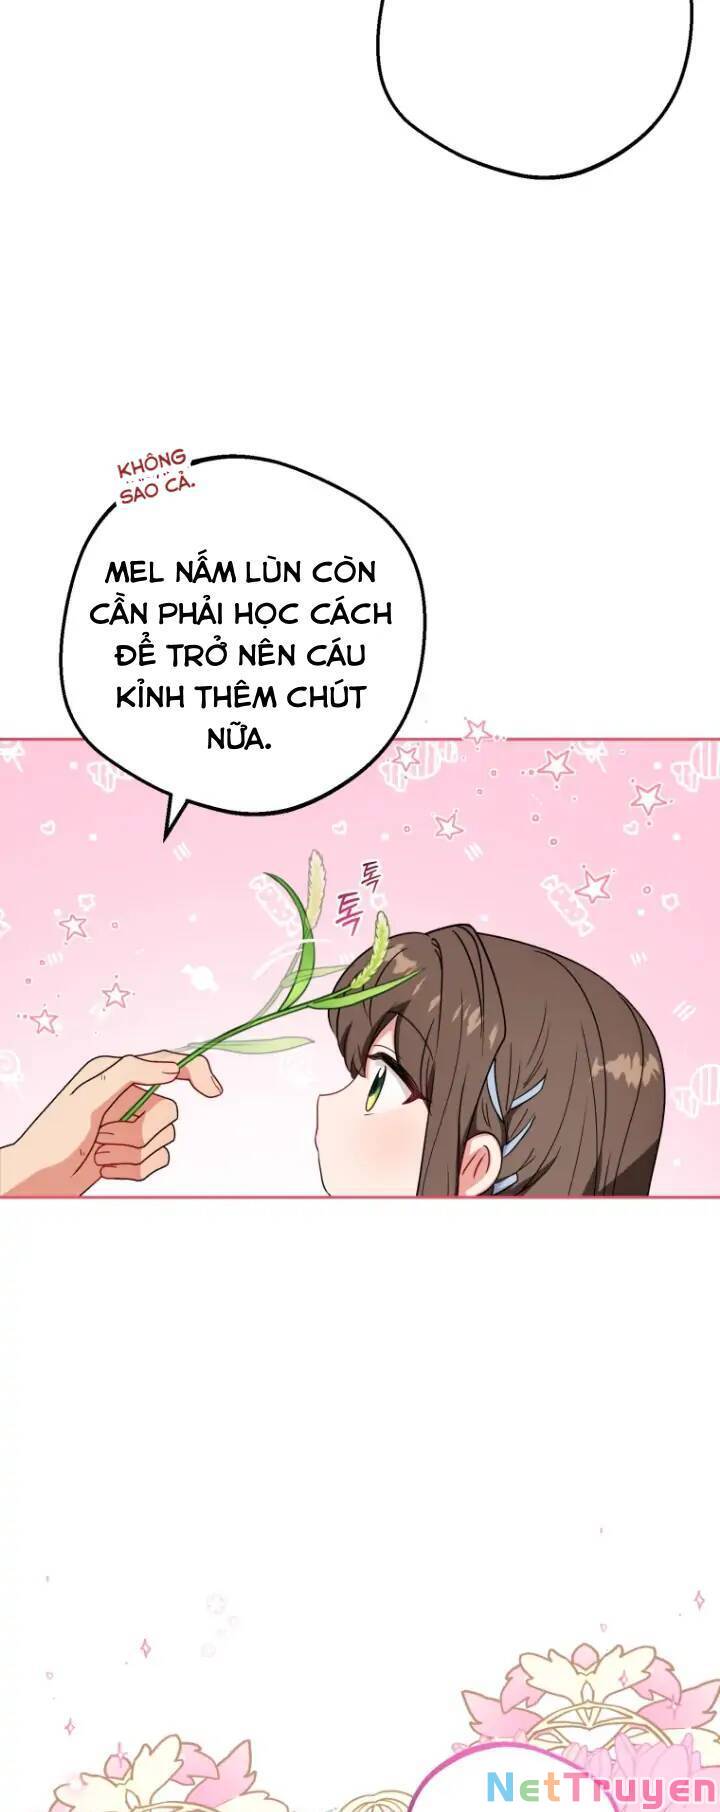 KHÔNG
SAO CẢ.
MEL NẤM LÙN CÒN
CẦN PHẢI HỌC CÁCH
ĐỂ TRỞ NÊN CÁU
KỈNH THÊM CHÚT
NỮA.
톡
톡
NetTruyen